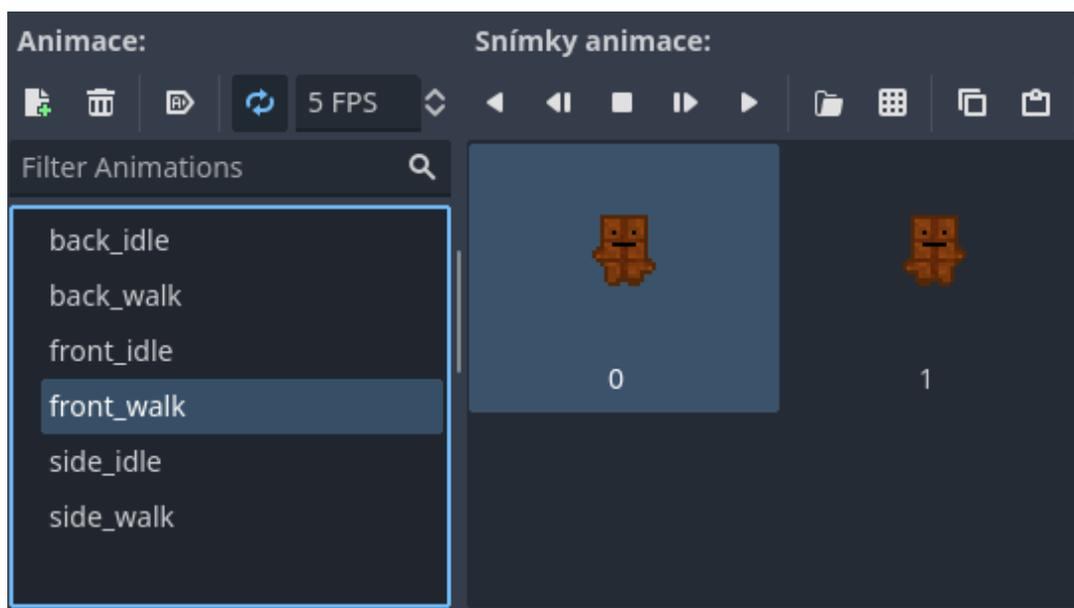 Animace:
Snímky animace:
5 FPS
Filter Animations
back_idle
back_walk
front_idle
front_walk
side_idle
side_walk
0
1